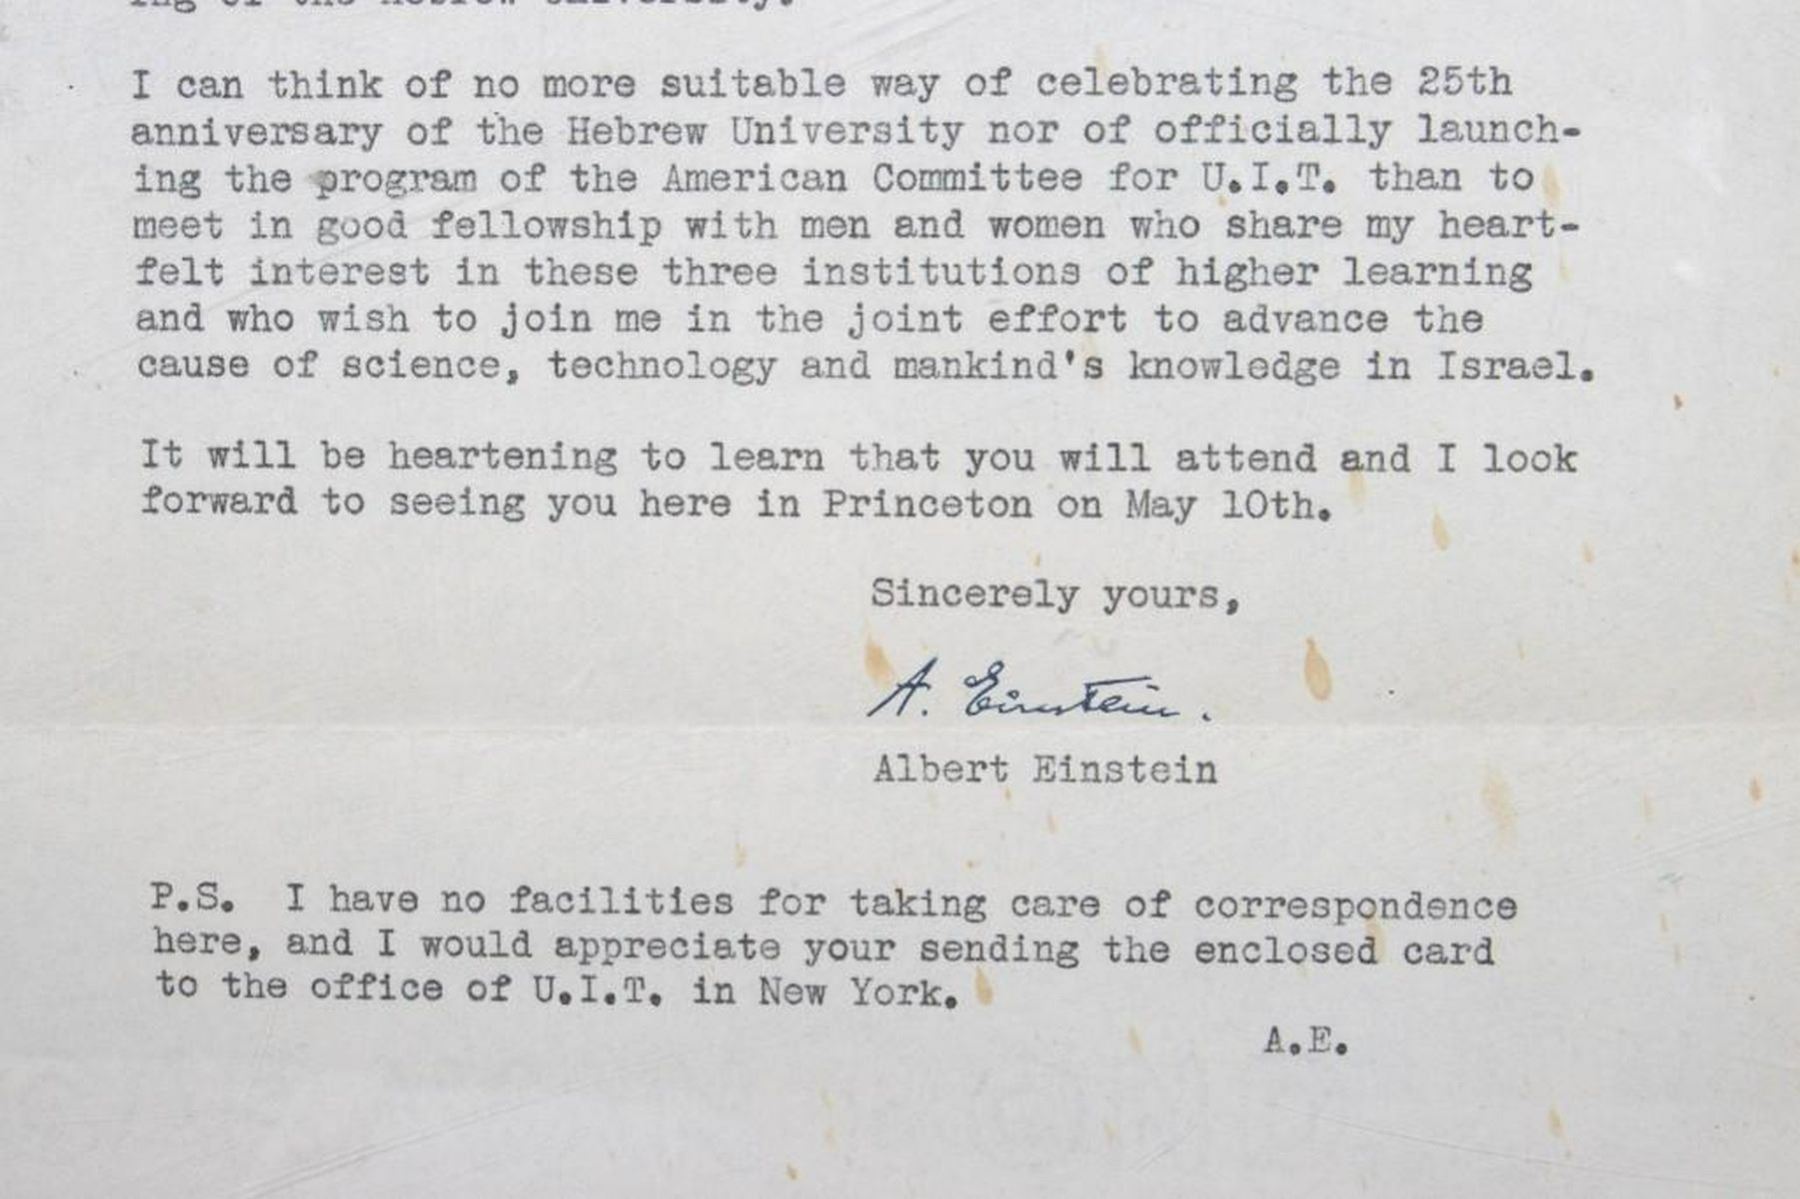 ing of the Hebrew University.
I can think of no more suitable way of celebrating the 25th
anniversary of the Hebrew University nor of officially launch-
ing the program of the American Committee for U.I.T. than to
meet in good fellowship with men and women who share my heart-
felt interest in these three institutions of higher learning
and who wish to join me in the joint effort to advance the
cause of science, technology and mankind's knowledge in Israel.
It will be heartening to learn that you will attend and I look
forward to seeing you here in Princeton on May 10th.
Sincerely yours,
A. Einstein.
Albert Einstein
P.S. I have no facilities for taking care of correspondence
here, and I would appreciate your sending the enclosed card
to the office of U.I.T. in New York.
A.E.